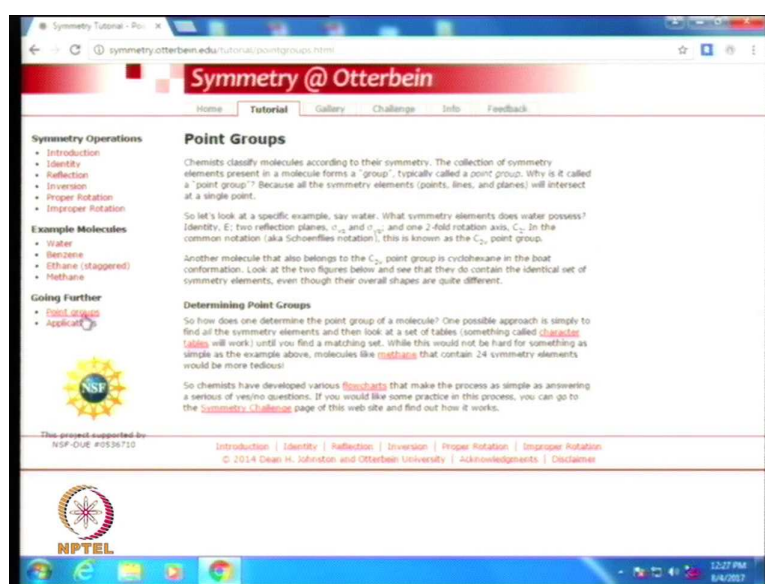 Symmetry Tutorial - Poi
symmetry.otterbein.edu/tutorial/pointgroups.html
Symmetry @ Otterbein
Home Tutorial Gallery Challenge Info Feedback
Symmetry Operations
Introduction
Identity
Reflection
Inversion
Proper Rotation
Improper Rotation
Example Molecules
Water
Benzene
Ethane (staggered)
Methane
Going Further
Point groups
Applications
NSF
This project supported by
NSF-DUE #0536710
Point Groups
Chemists classify molecules according to their symmetry. The collection of symmetry
elements present in a molecule forms a "group", typically called a point group. Why is it called
a "point group"? Because all the symmetry elements (points, lines, and planes) will intersect
at a single point.
So let's look at a specific example, say water. What symmetry elements does water possess?
Identity, E; two reflection planes, σxz and σyz, and one 2-fold rotation axis, C2. In the
common notation (aka Schoenflies notation), this is known as the C2v point group.
Another molecule that also belongs to the C2v point group is cyclohexane in the boat
conformation. Look at the two figures below and see that they do contain the identical set of
symmetry elements, even though their overall shapes are quite different.
Determining Point Groups
So how does one determine the point group of a molecule? One possible approach is simply to
find all the symmetry elements and then look at a set of tables (something called character
tables will work) until you find a matching set. While this would not be hard for something as
simple as the example above, molecules like methane that contain 24 symmetry elements
would be more tedious!
So chemists have developed various flowcharts that make the process as simple as answering
a serious of yes/no questions. If you would like some practice in this process, you can go to
the Symmetry Challenge page of this web site and find out how it works.
Introduction | Identity | Reflection | Inversion | Proper Rotation | Improper Rotation
© 2014 Dean H. Johnston and Otterbein University | Acknowledgments | Disclaimer
NPTEL
12:27 PM
8/4/2017